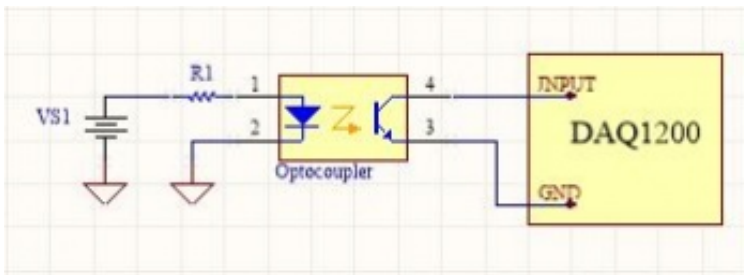 R1
1
4
INPUT
VS1
2
3
DAQ1200
Optocoupler
GND